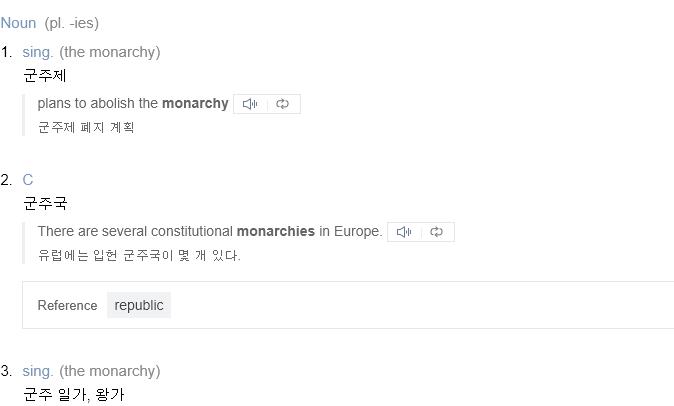 Noun (pl. -ies)
1. sing. (the monarchy)
군주제
plans to abolish the monarchy
군주제 폐지 계획
2. C
군주국
There are several constitutional monarchies in Europe.
유럽에는 입헌 군주국이 몇 개 있다.
Reference republic
3. sing. (the monarchy)
군주 일가, 왕가